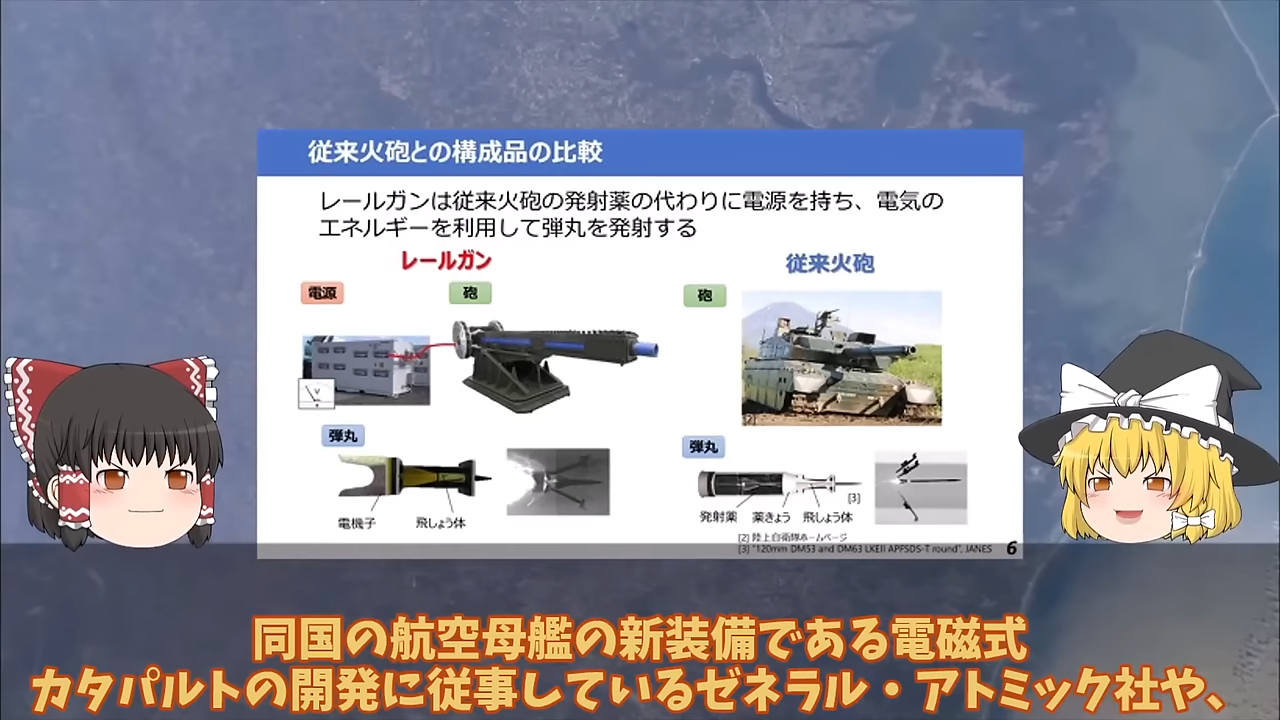 従来火砲との構成品の比較
レールガンは従来火砲の発射薬の代わりに電源を持ち、電気の
エネルギーを利用して弾丸を発射する
レールガン
従来火砲
電源
砲
砲
弾丸
弾丸
電機子
飛しょう体
発射薬
薬きょう
飛しょう体
[3]
[2] 陸上自衛隊ホームページ
[3] "120mm DM53 and DM63 LKEII APFSDS-T round", JANES
6
同国の航空母艦の新装備である電磁式
カタパルトの開発に従事しているゼネラル・アトミック社や、